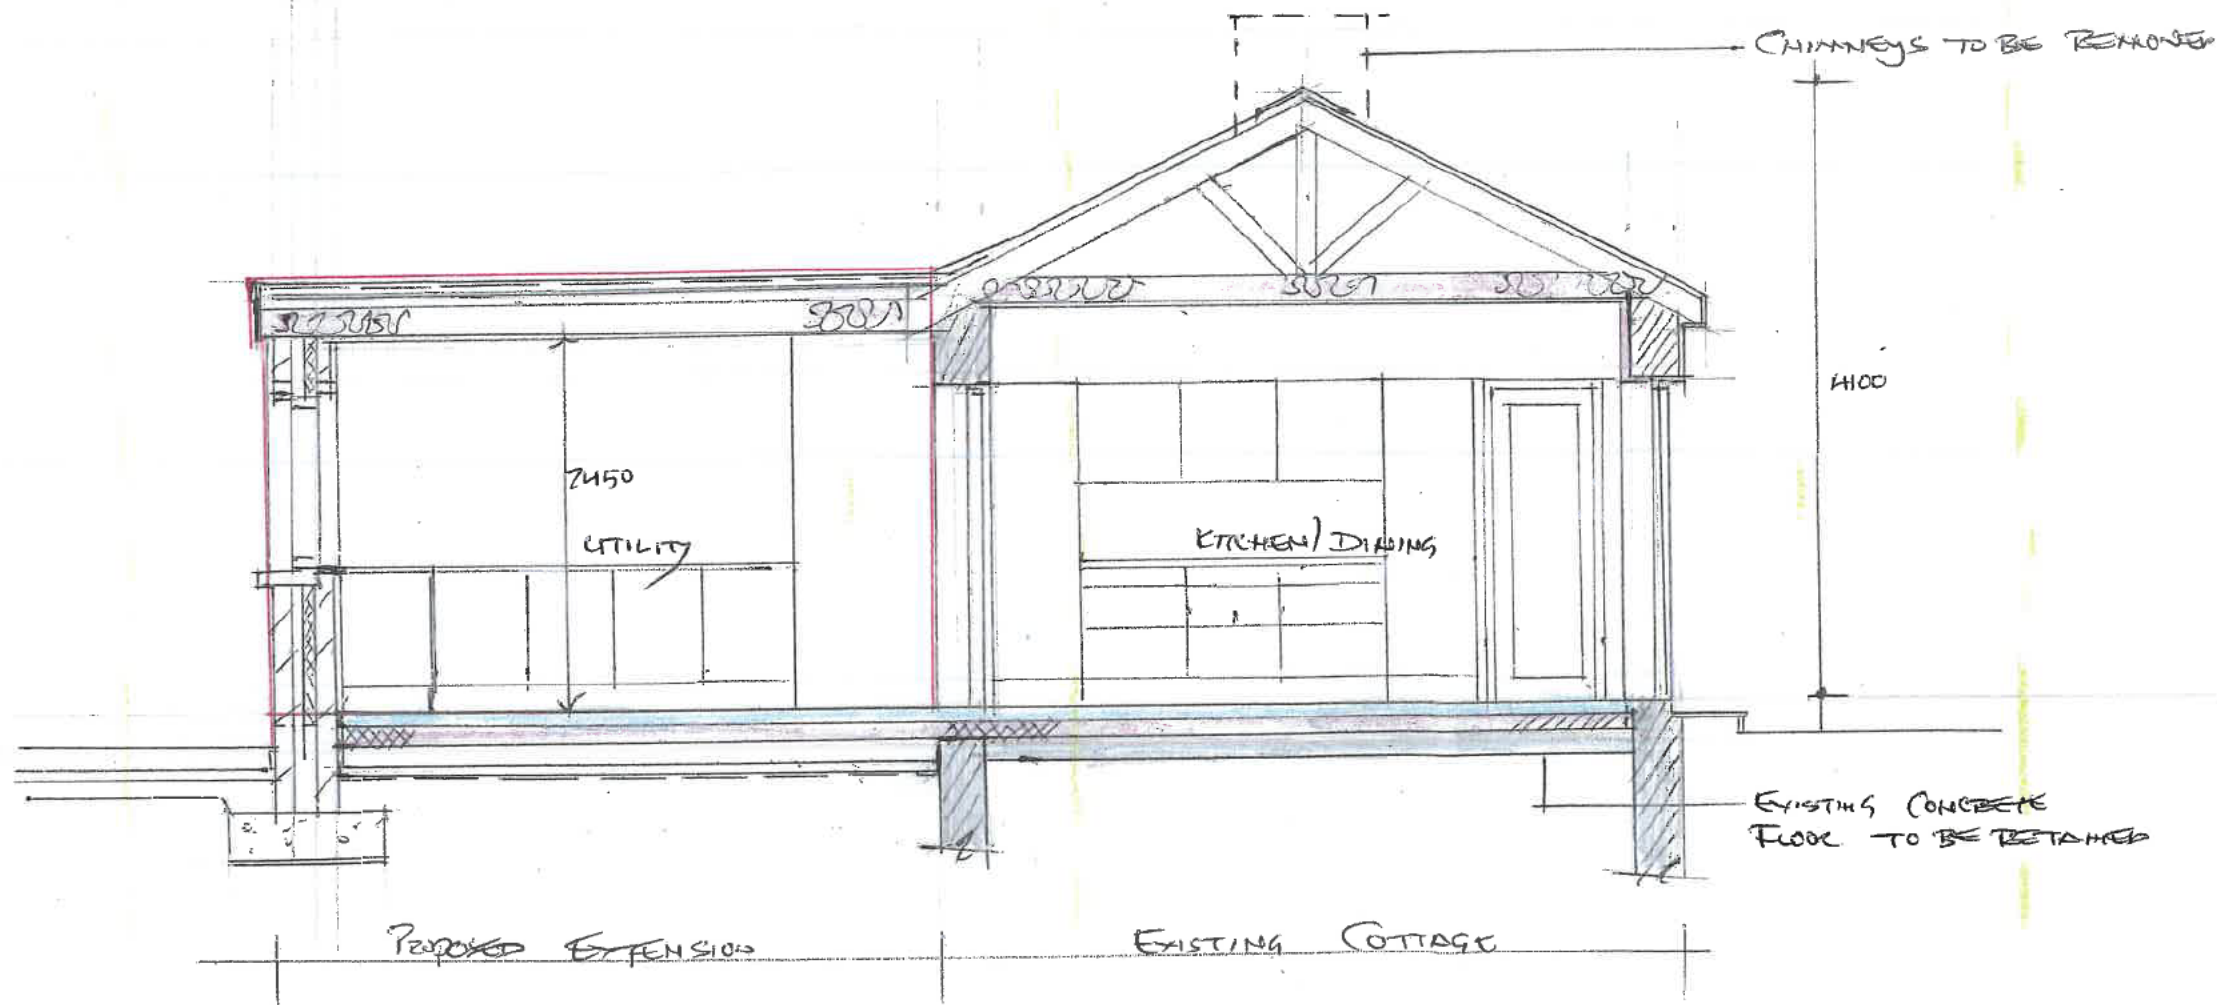 CHIMNEYS TO BE REMOVED
4100
2450
UTILITY
KITCHEN/DINING
EXISTING CONCRETE
FLOOR TO BE RETAINED
PROPOSED EXTENSION
EXISTING COTTAGE